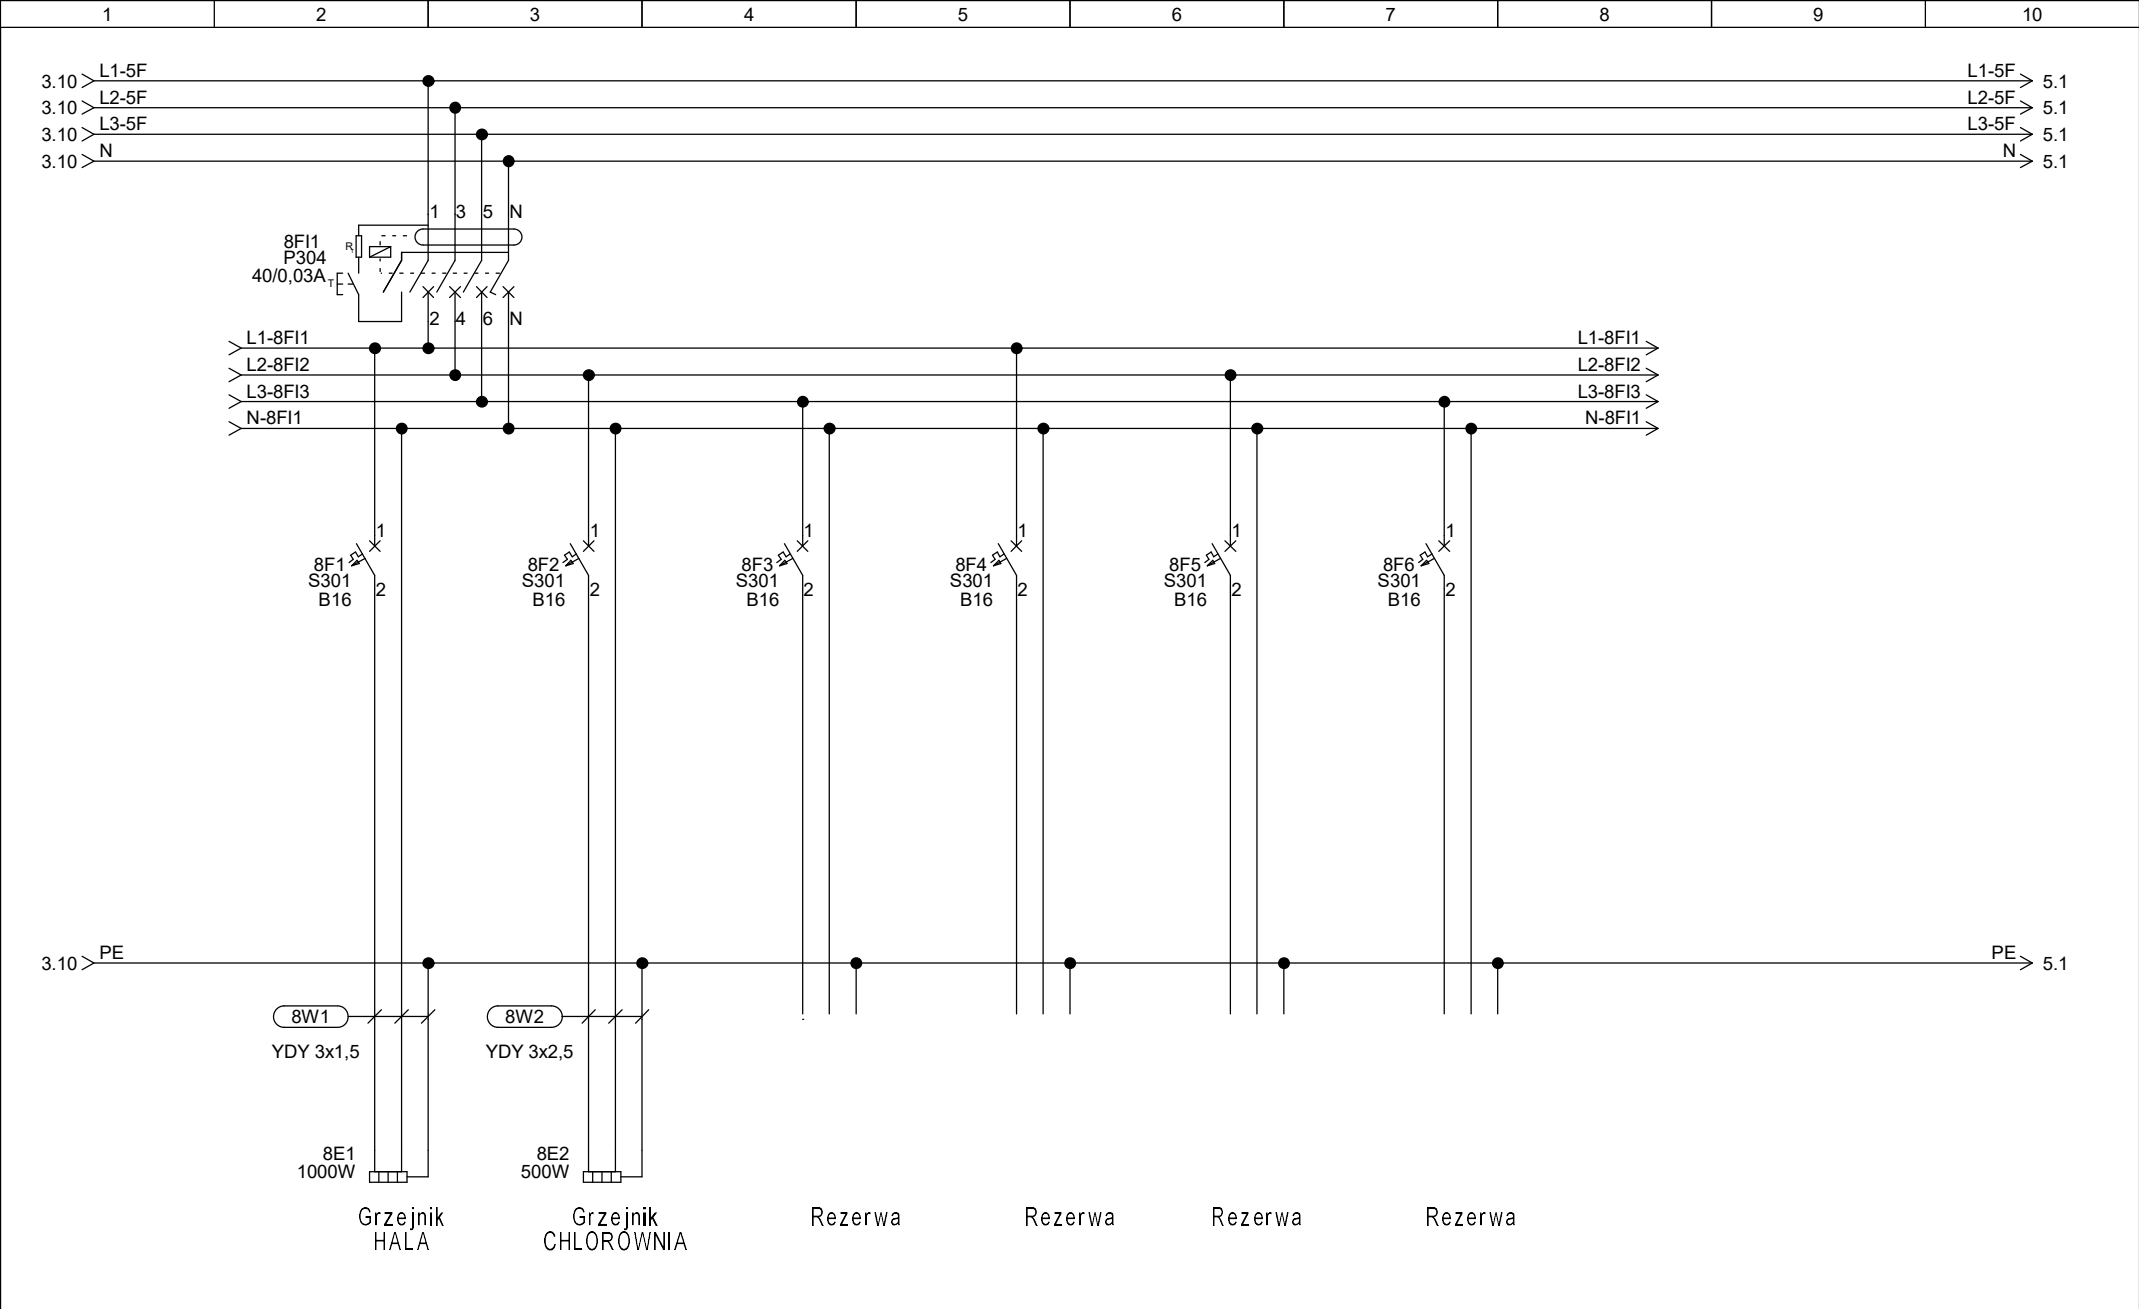 1 2 3 4 5 6 7 8 9 10
L1-5F L1-5F
3.10 5.1
L2-5F L2-5F
3.10 5.1
L3-5F L3-5F
3.10 5.1
N N
3.10 5.1
1 3 5 N
8FI1
R
P304
40/0,03A T
2 4 6 N
L1-8FI1 L1-8FI1
L2-8FI2 L2-8FI2
L3-8FI3 L3-8FI3
N-8FI1 N-8FI1
1 1 1 1 1 1
8F1 8F2 8F3 8F4 8F5 8F6
S301 S301 S301 S301 S301 S301
2 2 2 2 2 2
B16 B16 B16 B16 B16 B16
PE PE
3.10 5.1
8W1 8W2
YDY 3x1,5 YDY 3x2,5
8E1 8E2
1000W 500W
Grzejnik Grzejnik Rezerwa Rezerwa Rezerwa Rezerwa
HALA CHLORÓWNIA